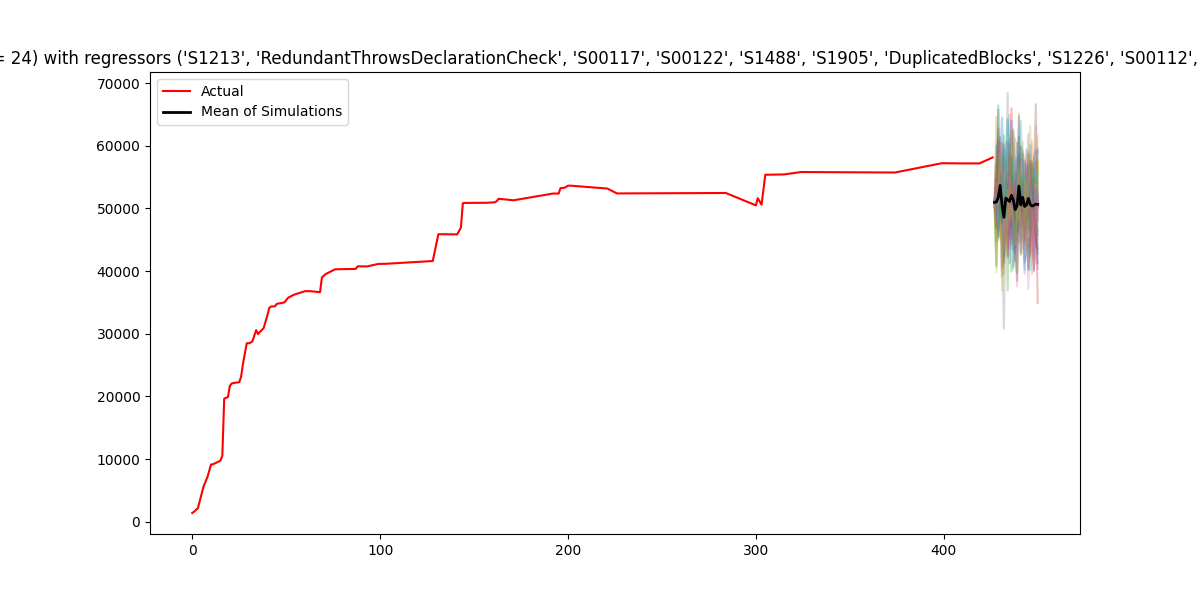 = 24) with regressors ('S1213', 'RedundantThrowsDeclarationCheck', 'S00117', 'S00122', 'S1488', 'S1905', 'DuplicatedBlocks', 'S1226', 'S00112',
Actual
Mean of Simulations
70000
60000
50000
40000
30000
20000
10000
0
0 100 200 300 400